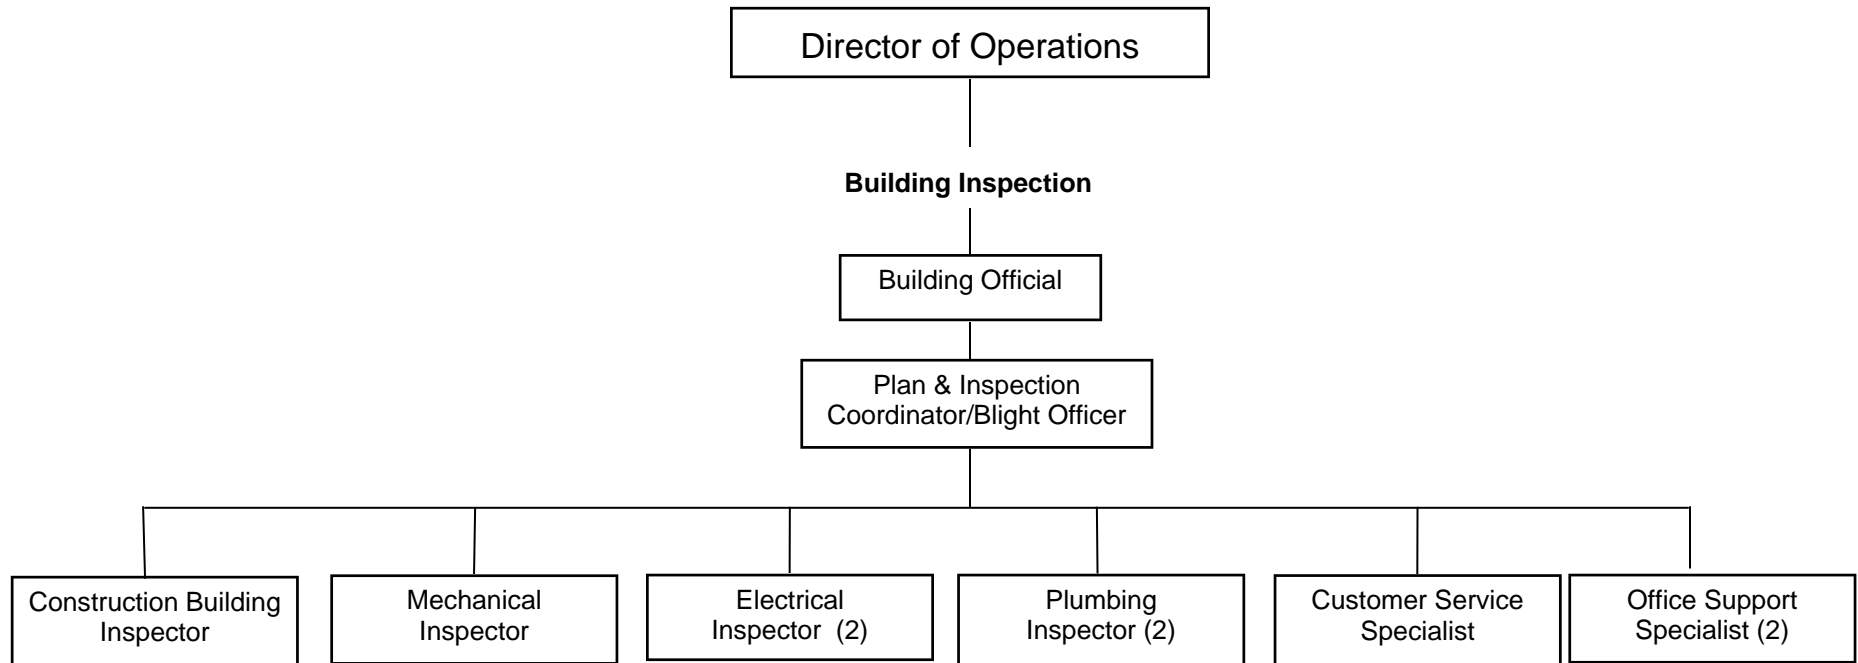 Director of Operations
Building Inspection
Building Official
Plan & Inspection
Coordinator/Blight Officer
Construction Building
Inspector
Mechanical
Inspector
Electrical
Inspector  (2)
Plumbing
Inspector (2)
Customer Service
Specialist
Office Support
Specialist (2)